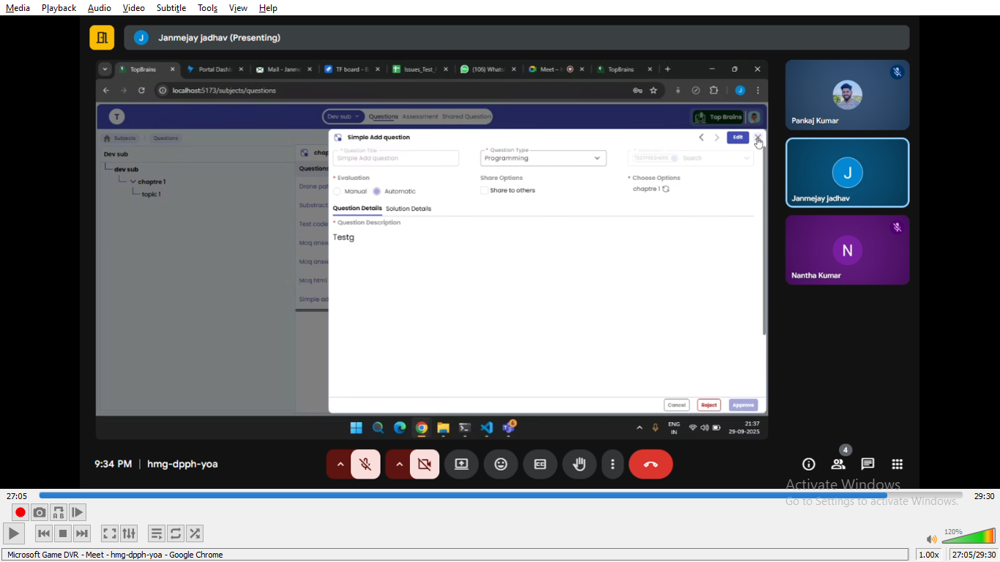 Media Playback Audio Video Subtitle Tools View Help
J Janmejay jadhav (Presenting)
TopBrains Portal Dashb Mail - Janm TF board - B Issues_Test_ (106) Whats Meet – TopBrains
localhost:5173/subjects/questions
T Dev sub Questions Assessment Shared Question Top Brains
Subjects / Questions
Dev sub
dev sub
chaptre 1
topic 1
chap
Questions
Drone pat
Substract
Test code
Mcq answ
Mcq answ
Mcq html
Simple ad
Simple Add question Edit
* Question Title
Simple Add question
* Question Type
Programming
TESTFRESHERS Search
* Evaluation Share Options * Choose Options
Manual Automatic Share to others chaptre 1
Question Details Solution Details
* Question Description
Testg
Cancel Reject Approve
6
ENG
IN
21:37
29-09-2025
Pankaj Kumar
J
Janmejay jadhav
N
Nantha Kumar
9:34 PM | hmg-dpph-yoa
4
Activate Windows
Go to Settings to activate Windows.
27:05 29:30
A B
120%
Microsoft Game DVR - Meet - hmg-dpph-yoa - Google Chrome 1.00x 27:05/29:30